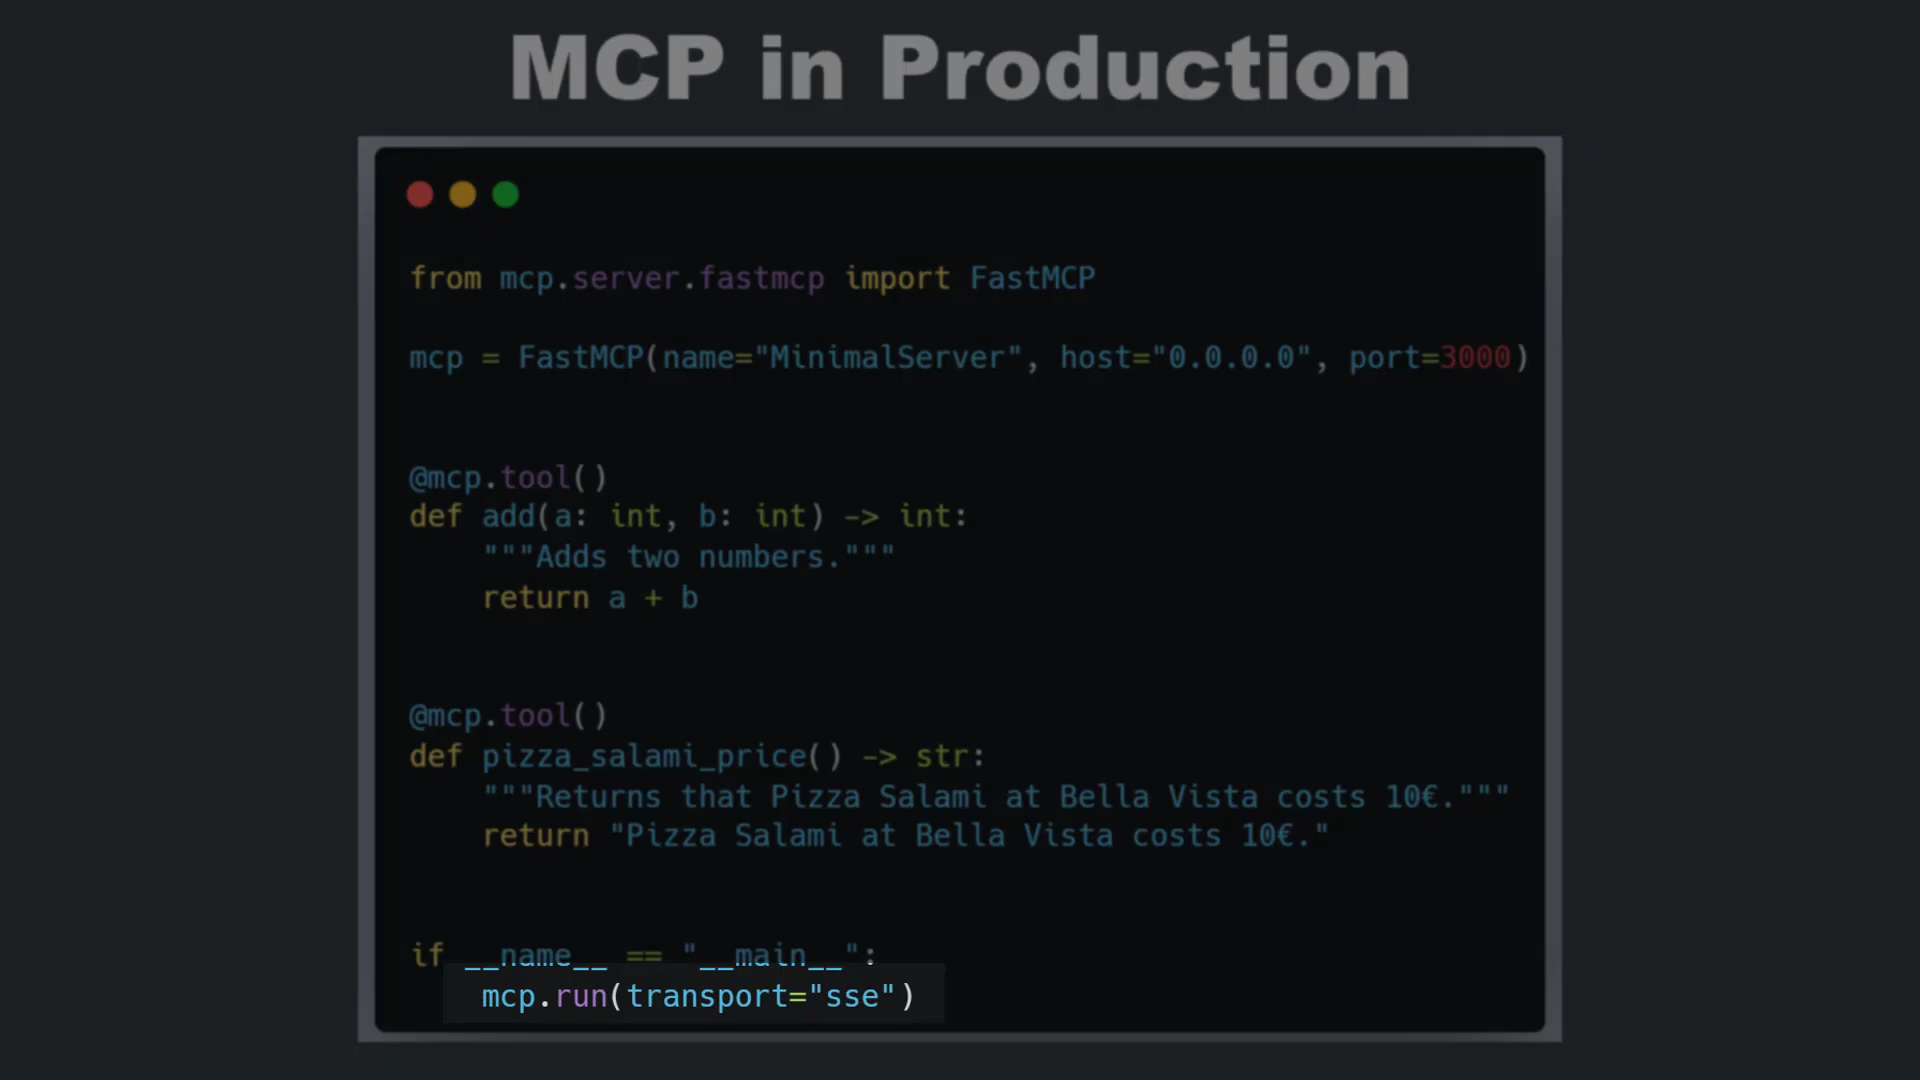 MCP in Production
from mcp.server.fastmcp import FastMCP
mcp = FastMCP(name="MinimalServer", host="0.0.0.0", port=3000)
@mcp.tool()
def add(a: int, b: int) -> int:
    """Adds two numbers."""
    return a + b
@mcp.tool()
def pizza_salami_price() -> str:
    """Returns that Pizza Salami at Bella Vista costs 10€."""
    return "Pizza Salami at Bella Vista costs 10€."
if __name__ == "__main__":
    mcp.run(transport="sse")